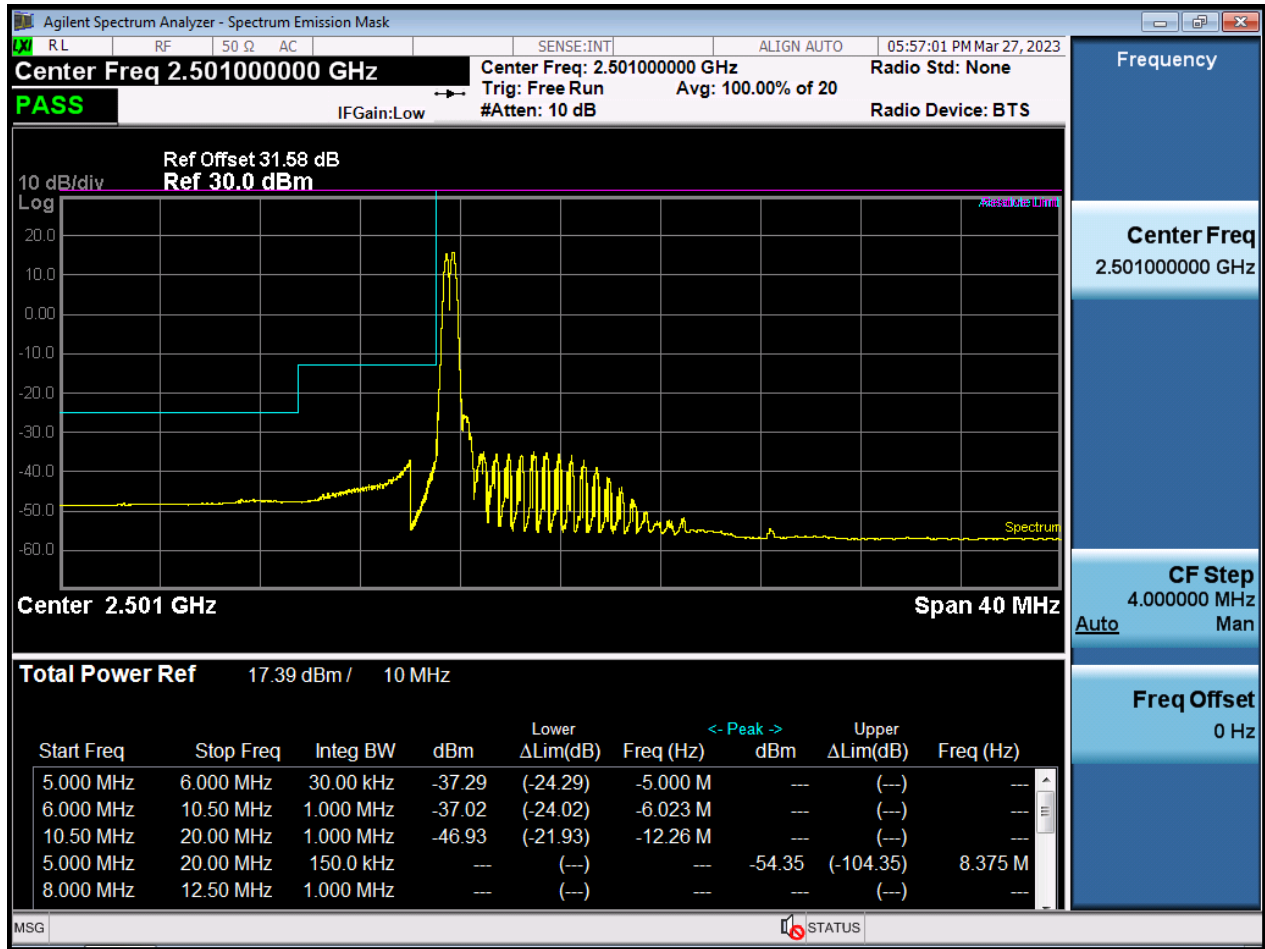 Agilent Spectrum Analyzer - Spectrum Emission Mask
LXI RL RF 50 Ω AC SENSE:INT ALIGN AUTO 05:57:01 PM Mar 27, 2023
Center Freq 2.501000000 GHz
Center Freq: 2.501000000 GHz Radio Std: None
Trig: Free Run Avg: 100.00% of 20
PASS IFGain:Low #Atten: 10 dB Radio Device: BTS
Ref Offset 31.58 dB
10 dB/div Ref 30.0 dBm
Log
Limit
20.0
10.0
0.00
-10.0
-20.0
-30.0
-40.0
-50.0
Spectrum
-60.0
Center 2.501 GHz Span 40 MHz
Total Power Ref 17.39 dBm / 10 MHz
Lower <- Peak -> Upper
Start Freq Stop Freq Integ BW dBm ΔLim(dB) Freq (Hz) dBm ΔLim(dB) Freq (Hz)
5.000 MHz 6.000 MHz 30.00 kHz -37.29 (-24.29) -5.000 M --- (---) ---
6.000 MHz 10.50 MHz 1.000 MHz -37.02 (-24.02) -6.023 M --- (---) ---
10.50 MHz 20.00 MHz 1.000 MHz -46.93 (-21.93) -12.26 M --- (---) ---
5.000 MHz 20.00 MHz 150.0 kHz --- (---) --- -54.35 (-104.35) 8.375 M
8.000 MHz 12.50 MHz 1.000 MHz --- (---) --- --- (---) ---
MSG STATUS
Frequency
Center Freq
2.501000000 GHz
CF Step
4.000000 MHz
Auto Man
Freq Offset
0 Hz